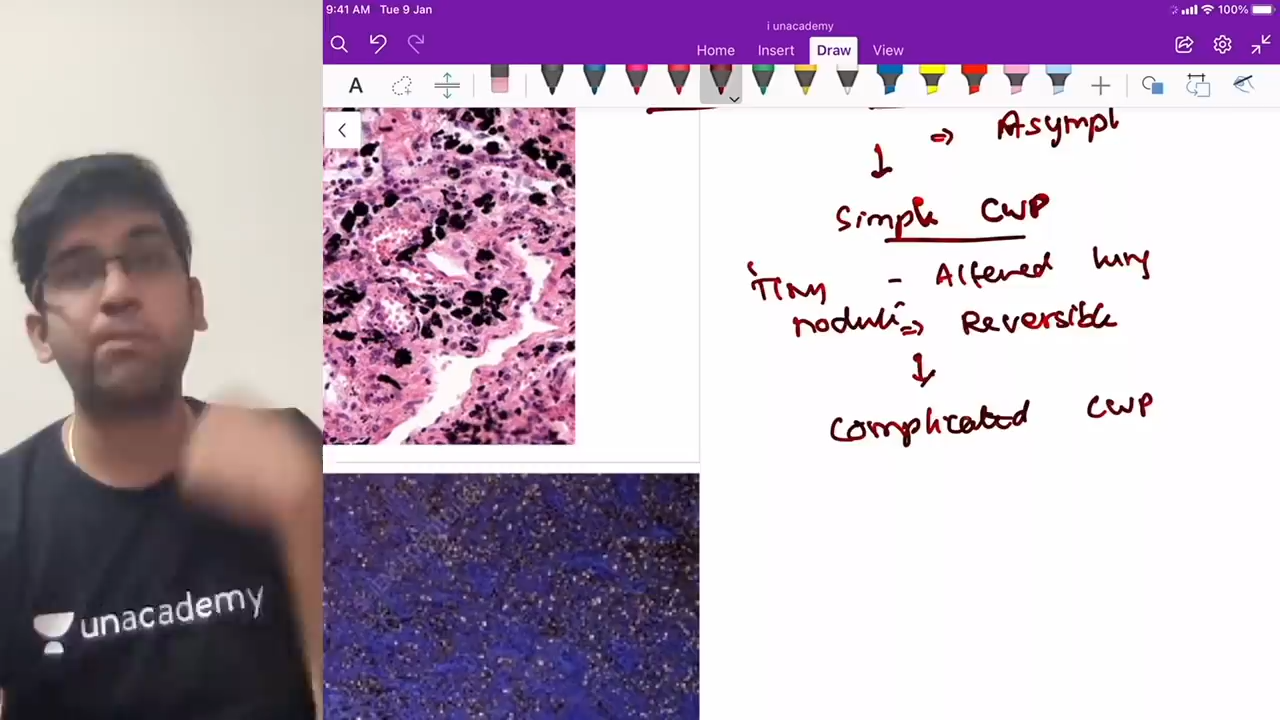 9:41 AM Tue 9 Jan
100%
i unacademy
Home Insert Draw View
A
⇒ Asympt
↓
Simple CWP
Tiny - Altered lung
noduli ⇒ Reversible
↓
Complicated CWP
unacademy